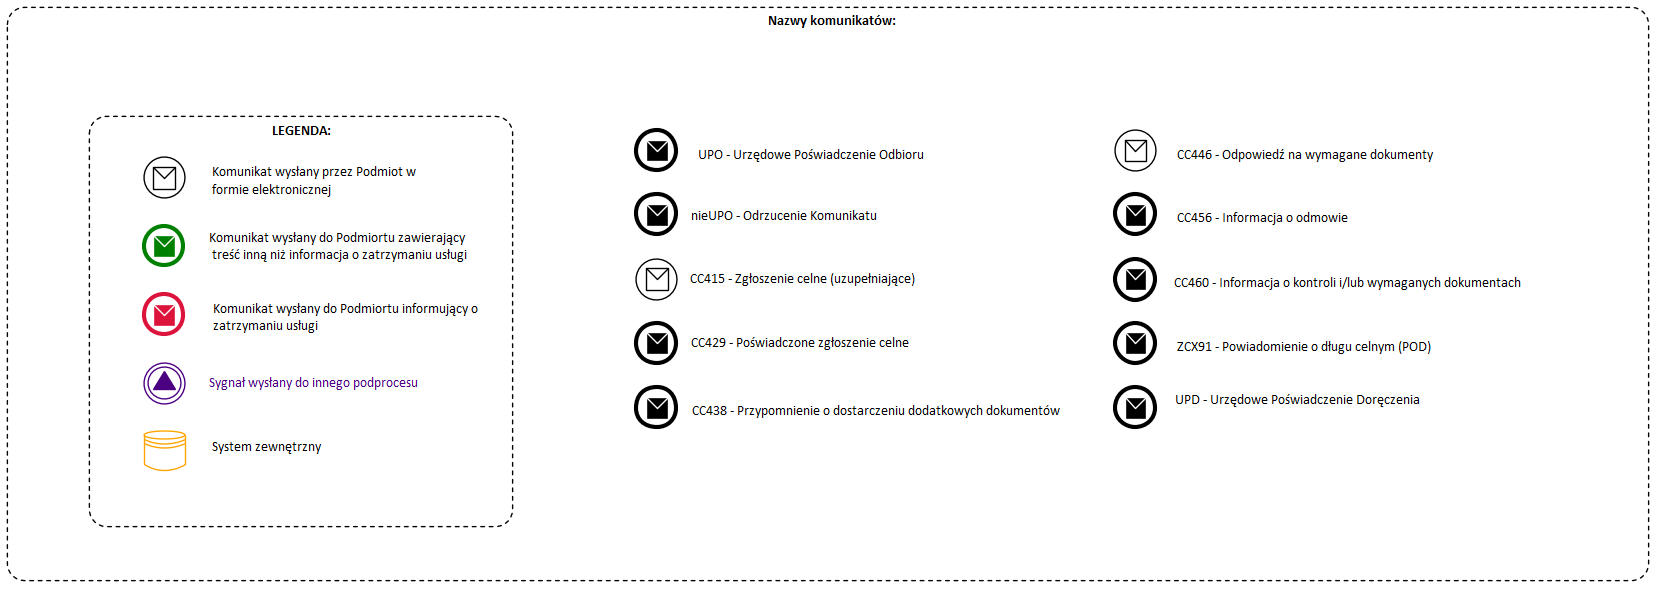 Nazwy komunikatów:
LEGENDA:
Komunikat wysłany przez Podmiot w
formie elektronicznej
Komunikat wysłany do Podmiortu zawierający
treść inną niż informacja o zatrzymaniu usługi
Komunikat wysłany do Podmiortu informujący o
zatrzymaniu usługi
Sygnał wysłany do innego podprocesu
System zewnętrzny
UPO - Urzędowe Poświadczenie Odbioru
nieUPO - Odrzucenie Komunikatu
CC415 - Zgłoszenie celne (uzupełniające)
CC429 - Poświadczone zgłoszenie celne
CC438 - Przypomnienie o dostarczeniu dodatkowych dokumentów
CC446 - Odpowiedź na wymagane dokumenty
CC456 - Informacja o odmowie
CC460 - Informacja o kontroli i/lub wymaganych dokumentach
ZCX91 - Powiadomienie o długu celnym (POD)
UPD - Urzędowe Poświadczenie Doręczenia